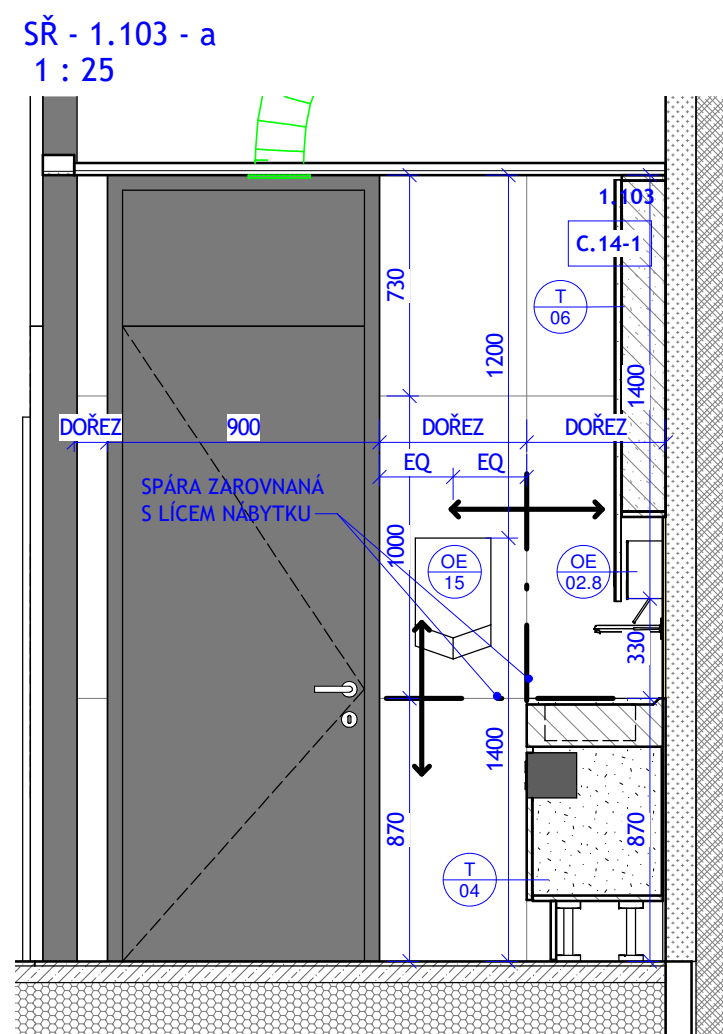 SŘ - 1.103 - a
1 : 25
1.103
C.14-1
730
T
06
1200
1400
DOŘEZ
900
DOŘEZ
DOŘEZ
EQ
EQ
SPÁRA ZAROVNANÁ
S LÍCEM NÁBYTKU
1000
OE
15
OE
02.8
330
1400
870
870
T
04